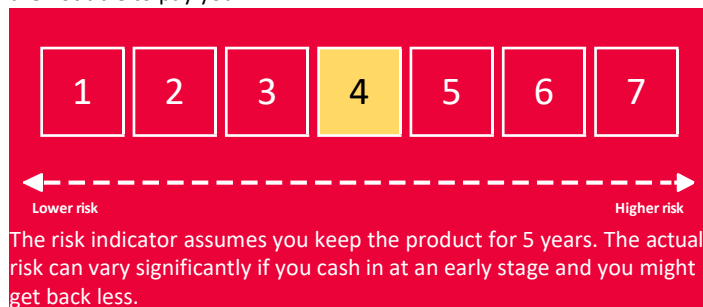 1 2 3 4 5 6 7
Lower risk Higher risk
The risk indicator assumes you keep the product for 5 years. The actual
risk can vary significantly if you cash in at an early stage and you might
get back less.